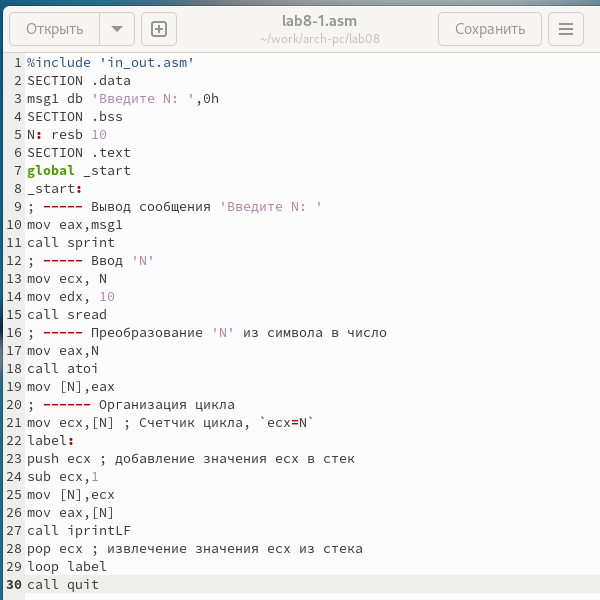 Открыть
lab8-1.asm
~/work/arch-pc/lab08
Сохранить
1 %include 'in_out.asm'
2 SECTION .data
3 msg1 db 'Введите N: ',0h
4 SECTION .bss
5 N: resb 10
6 SECTION .text
7 global _start
8 _start:
9 ; ----- Вывод сообщения 'Введите N: '
10 mov eax,msg1
11 call sprint
12 ; ----- Ввод 'N'
13 mov ecx, N
14 mov edx, 10
15 call sread
16 ; ----- Преобразование 'N' из символа в число
17 mov eax,N
18 call atoi
19 mov [N],eax
20 ; ------ Организация цикла
21 mov ecx,[N] ; Счетчик цикла, `ecx=N`
22 label:
23 push ecx ; добавление значения ecx в стек
24 sub ecx,1
25 mov [N],ecx
26 mov eax,[N]
27 call iprintLF
28 pop ecx ; извлечение значения ecx из стека
29 loop label
30 call quit